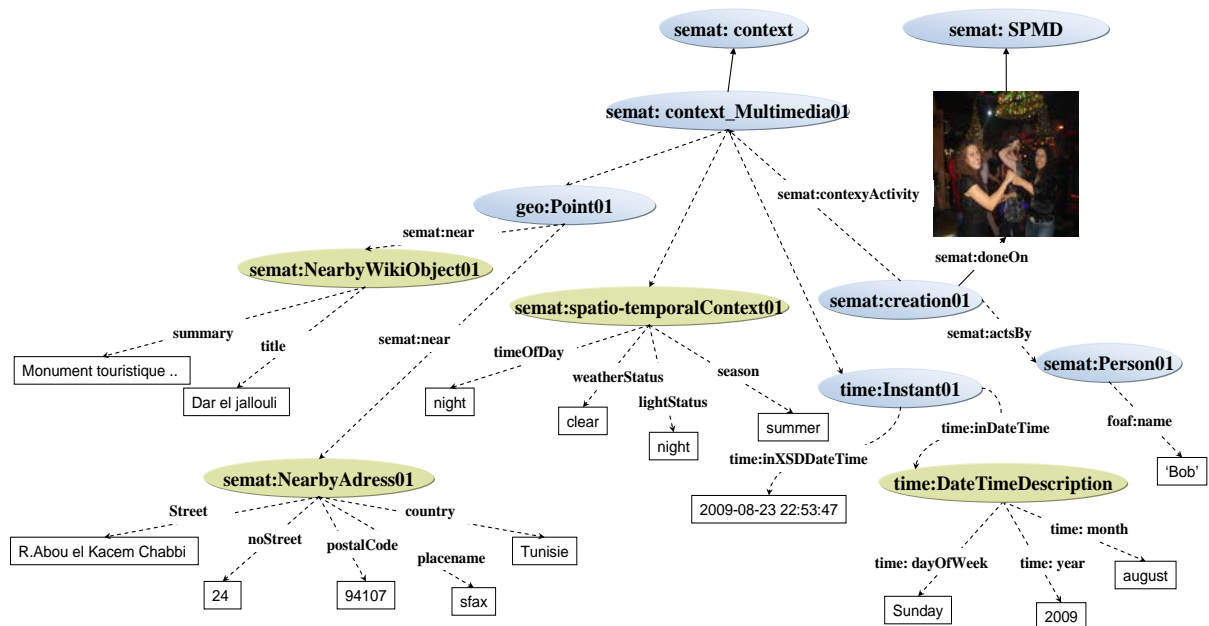 semat: context
semat: SPMD
semat: context_Multimedia01
semat:contexyActivity
geo:Point01
semat:near
semat:NearbyWikiObject01
semat:doneOn
semat:creation01
semat:spatio-temporalContext01
summary
title
semat:near
timeOfDay
semat:actsBy
Monument touristique ..
Dar el jallouli
night
weatherStatus
season
lightStatus
clear
night
summer
time:Instant01
semat:Person01
foaf:name
time:inDateTime
time:inXSDDateTime
'Bob'
semat:NearbyAdress01
time:DateTimeDescription
2009-08-23 22:53:47
Street
country
noStreet
postalCode
placename
R.Abou el Kacem Chabbi
Tunisie
24
94107
sfax
time: month
time: dayOfWeek
time: year
august
Sunday
2009